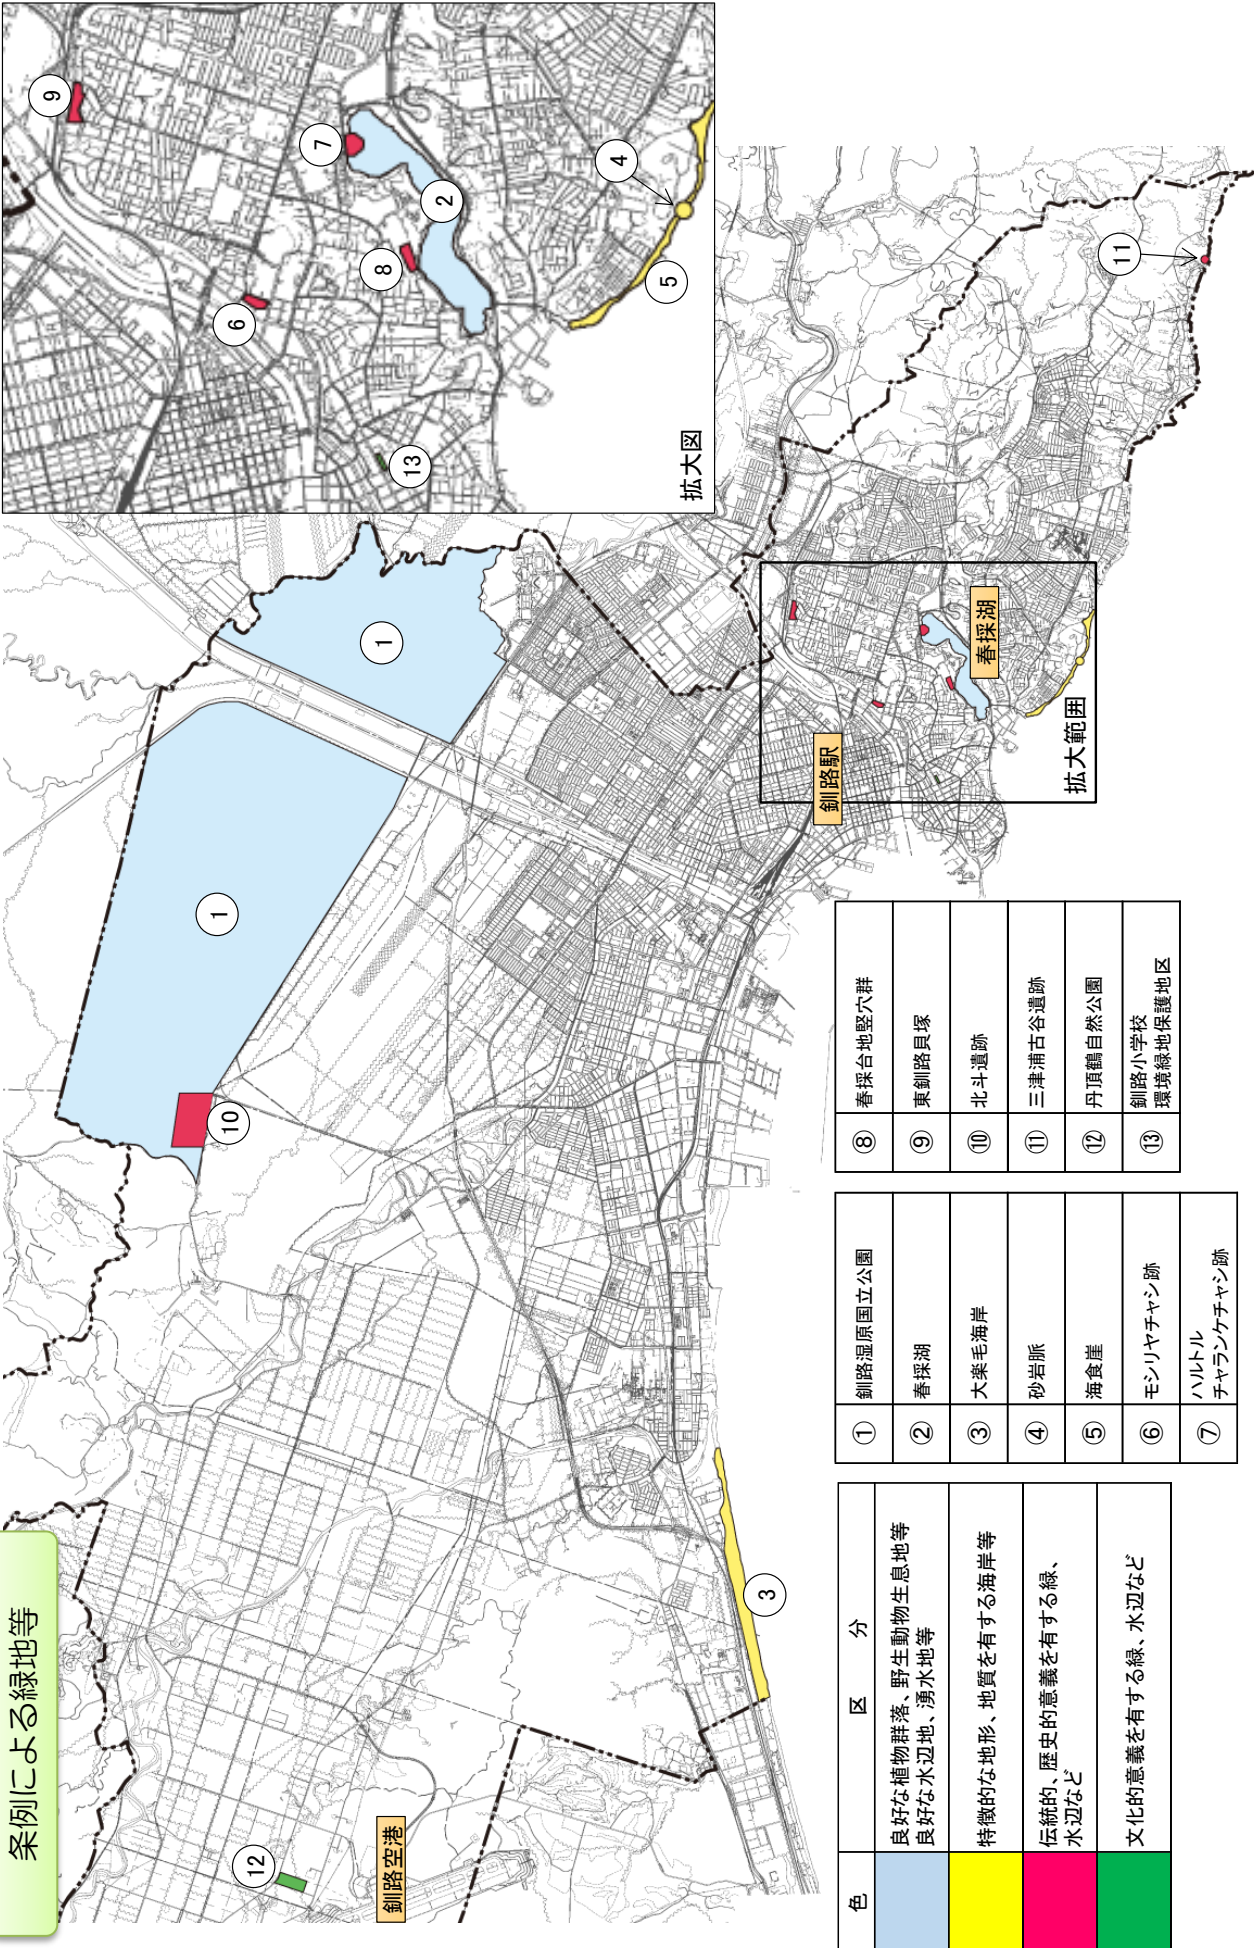 条例による緑地等
12
釧路空港
3
10
1
1
釧路駅
春採湖
拡大範囲
11
拡大図
9
7
2
8
6
4
5
13
色
区 分
良好な植物群落、野生動物生息地等
良好な水辺地、湧水地等
特徴的な地形、地質を有する海岸等
伝統的、歴史的意義を有する緑、
水辺など
文化的意義を有する緑、水辺など
① 釧路湿原国立公園
② 春採湖
③ 大楽毛海岸
④ 砂岩脈
⑤ 海食崖
⑥ モシリヤチャシ跡
⑦ ハルトル
チャランケチャシ跡
⑧ 春採台地竪穴群
⑨ 東釧路貝塚
⑩ 北斗遺跡
⑪ 三津浦古谷遺跡
⑫ 丹頂鶴自然公園
⑬ 釧路小学校
環境緑地保護地区